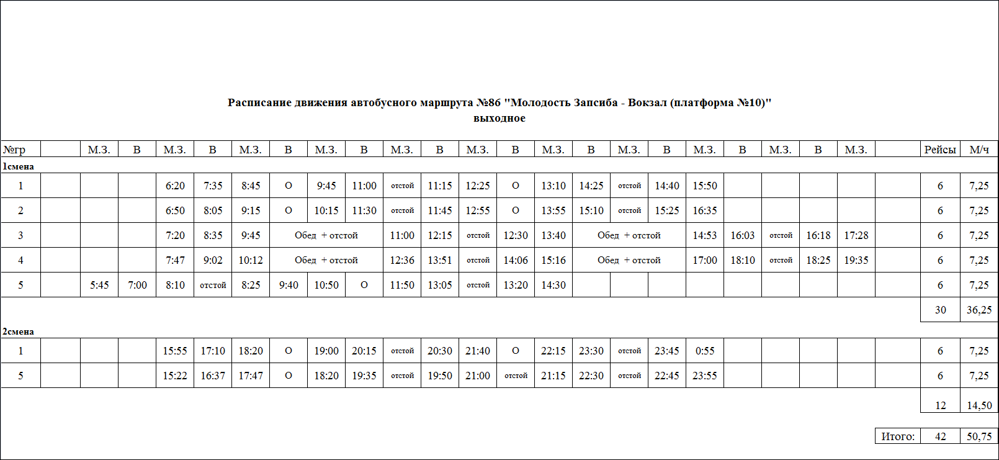 Расписание движения автобусного маршрута №86 "Молодость Запсиба - Вокзал (платформа №10)"
выходное
№гр М.З. В М.З. В М.З. В М.З. В М.З. В М.З. В М.З. В М.З. В М.З. В М.З. В М.З. Рейсы М/ч
1смена
1 6:20 7:35 8:45 О 9:45 11:00 отстой 11:15 12:25 О 13:10 14:25 отстой 14:40 15:50 6 7,25
2 6:50 8:05 9:15 О 10:15 11:30 отстой 11:45 12:55 О 13:55 15:10 отстой 15:25 16:35 6 7,25
3 7:20 8:35 9:45 Обед + отстой 11:00 12:15 отстой 12:30 13:40 Обед + отстой 14:53 16:03 отстой 16:18 17:28 6 7,25
4 7:47 9:02 10:12 Обед + отстой 12:36 13:51 отстой 14:06 15:16 Обед + отстой 17:00 18:10 отстой 18:25 19:35 6 7,25
5 5:45 7:00 8:10 отстой 8:25 9:40 10:50 О 11:50 13:05 отстой 13:20 14:30 6 7,25
30 36,25
2смена
1 15:55 17:10 18:20 О 19:00 20:15 отстой 20:30 21:40 О 22:15 23:30 отстой 23:45 0:55 6 7,25
5 15:22 16:37 17:47 О 18:20 19:35 отстой 19:50 21:00 отстой 21:15 22:30 отстой 22:45 23:55 6 7,25
12 14,50
Итого: 42 50,75